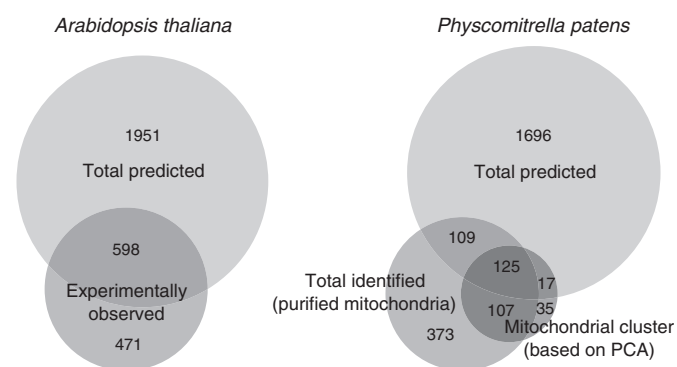 Arabidopsis thaliana
1951
Total predicted
598
Experimentally
observed
471
Physcomitrella patens
1696
Total predicted
109
125
17
Total identified
(purified mitochondria)
107
35
373
Mitochondrial cluster
(based on PCA)